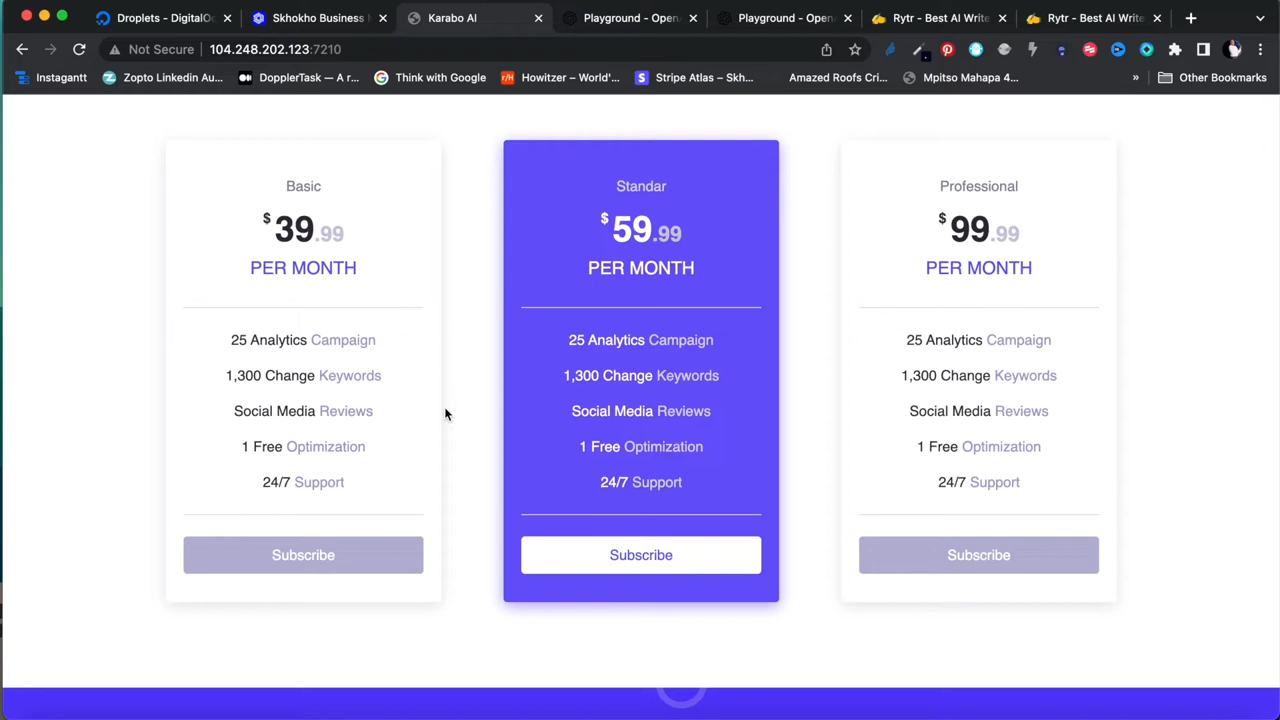 Droplets - DigitalOc
Skhokho Business M
Karabo AI
Playground - OpenA
Playground - OpenA
Rytr - Best AI Write
Rytr - Best AI Write
Not Secure
104.248.202.123:7210
Instagantt
Zopto Linkedin Au...
DopplerTask — A r...
Think with Google
Howitzer – World'...
Stripe Atlas – Skh...
Amazed Roofs Cri...
Mpitso Mahapa 4...
»
Other Bookmarks
Basic
$39.99
PER MONTH
25 Analytics Campaign
1,300 Change Keywords
Social Media Reviews
1 Free Optimization
24/7 Support
Subscribe
Standar
$59.99
PER MONTH
25 Analytics Campaign
1,300 Change Keywords
Social Media Reviews
1 Free Optimization
24/7 Support
Subscribe
Professional
$99.99
PER MONTH
25 Analytics Campaign
1,300 Change Keywords
Social Media Reviews
1 Free Optimization
24/7 Support
Subscribe